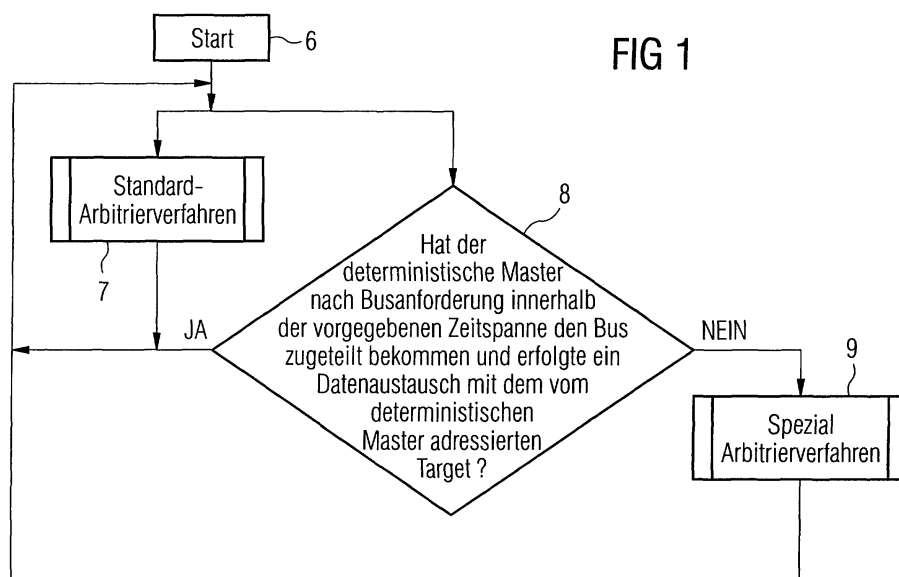 Start
6
FIG 1
Standard-
Arbitrierverfahren
7
8
Hat der
deterministische Master
nach Busanforderung innerhalb
der vorgegebenen Zeitspanne den Bus
zugeteilt bekommen und erfolgte ein
Datenaustausch mit dem vom
deterministischen
Master adressierten
Target ?
JA
NEIN
9
Spezial
Arbitrierverfahren